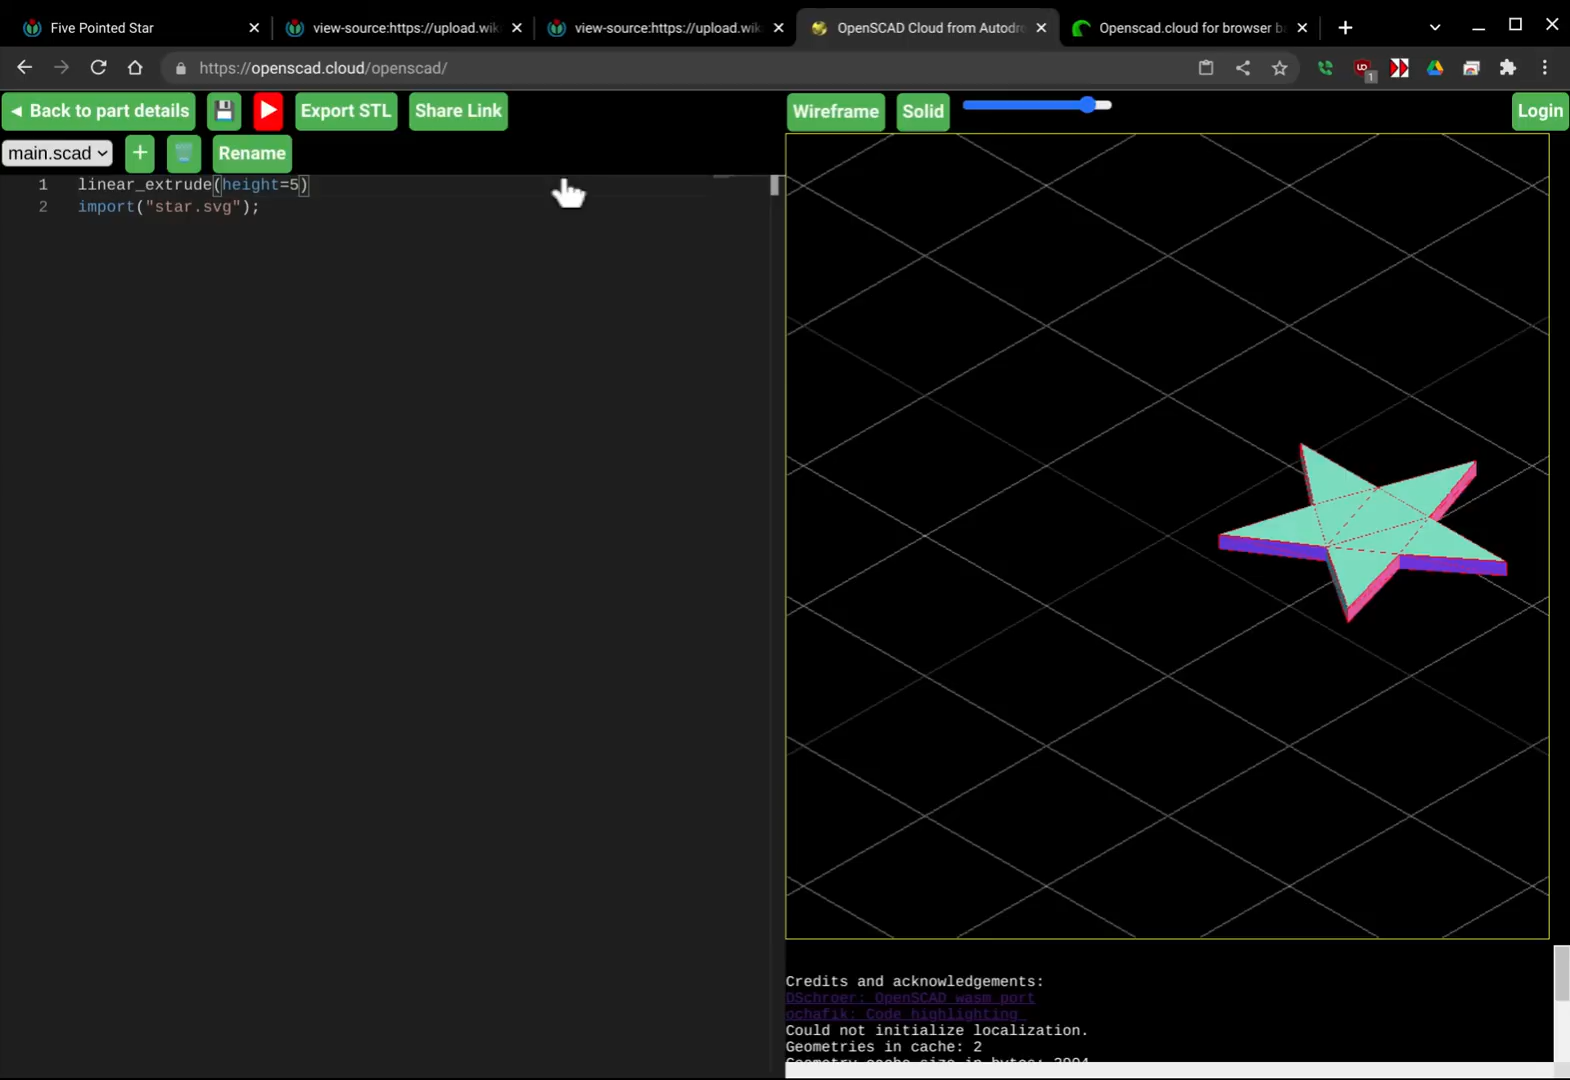 Five Pointed Star
view-source:https://upload.wik
view-source:https://upload.wik
OpenSCAD Cloud from Autodr
Openscad.cloud for browser b
https://openscad.cloud/openscad/
1
◄ Back to part details
Export STL
Share Link
Wireframe
Solid
Login
main.scad
+
Rename
1 linear_extrude(height=5)
2 import("star.svg");
Credits and acknowledgements:
DSchroer: OpenSCAD wasm port
ochafik: Code highlighting
Could not initialize localization.
Geometries in cache: 2